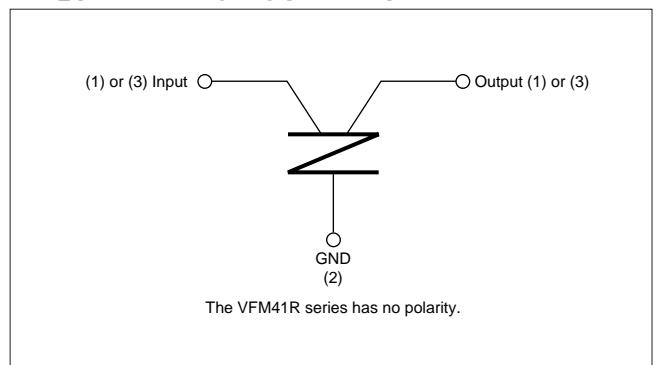 (1) or (3) Input
Output (1) or (3)
GND
(2)
The VFM41R series has no polarity.